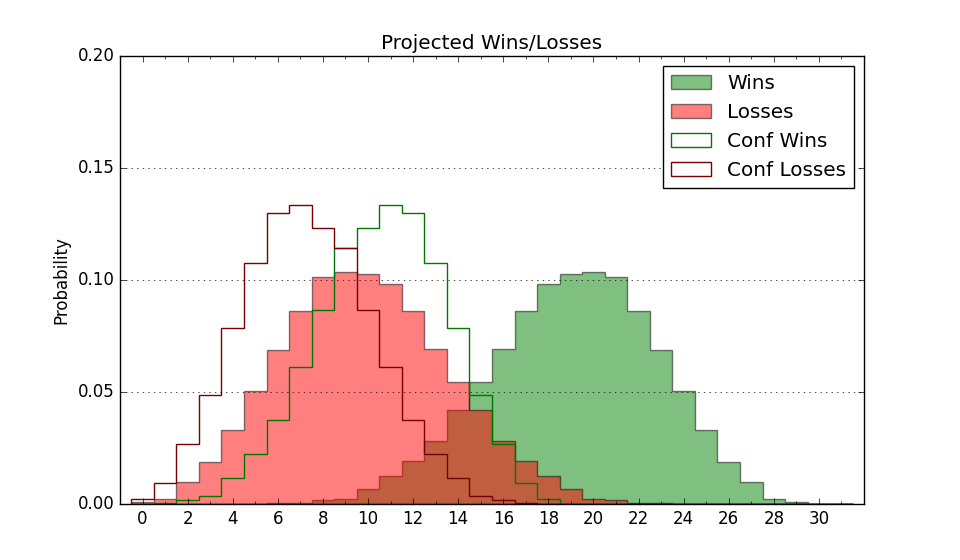 Projected Wins/Losses
0.20
0.15
0.10
0.05
0.00
Probability
Wins
Losses
Conf Wins
Conf Losses
0 2 4 6 8 10 12 14 16 18 20 22 24 26 28 30